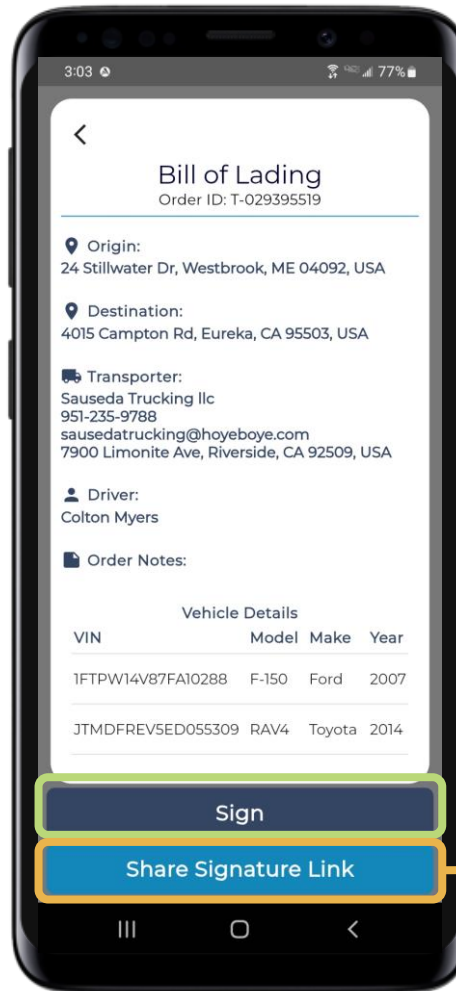 3:03 77%
Bill of Lading
Order ID: T-029395519
Origin:
24 Stillwater Dr, Westbrook, ME 04092, USA
Destination:
4015 Campton Rd, Eureka, CA 95503, USA
Transporter:
Sauseda Trucking llc
951-235-9788
sausedatrucking@hoyeboye.com
7900 Limonite Ave, Riverside, CA 92509, USA
Driver:
Colton Myers
Order Notes:
Vehicle Details
VIN Model Make Year
1FTPW14V87FA10288 F-150 Ford 2007
JTMDFREV5ED055309 RAV4 Toyota 2014
Sign
Share Signature Link